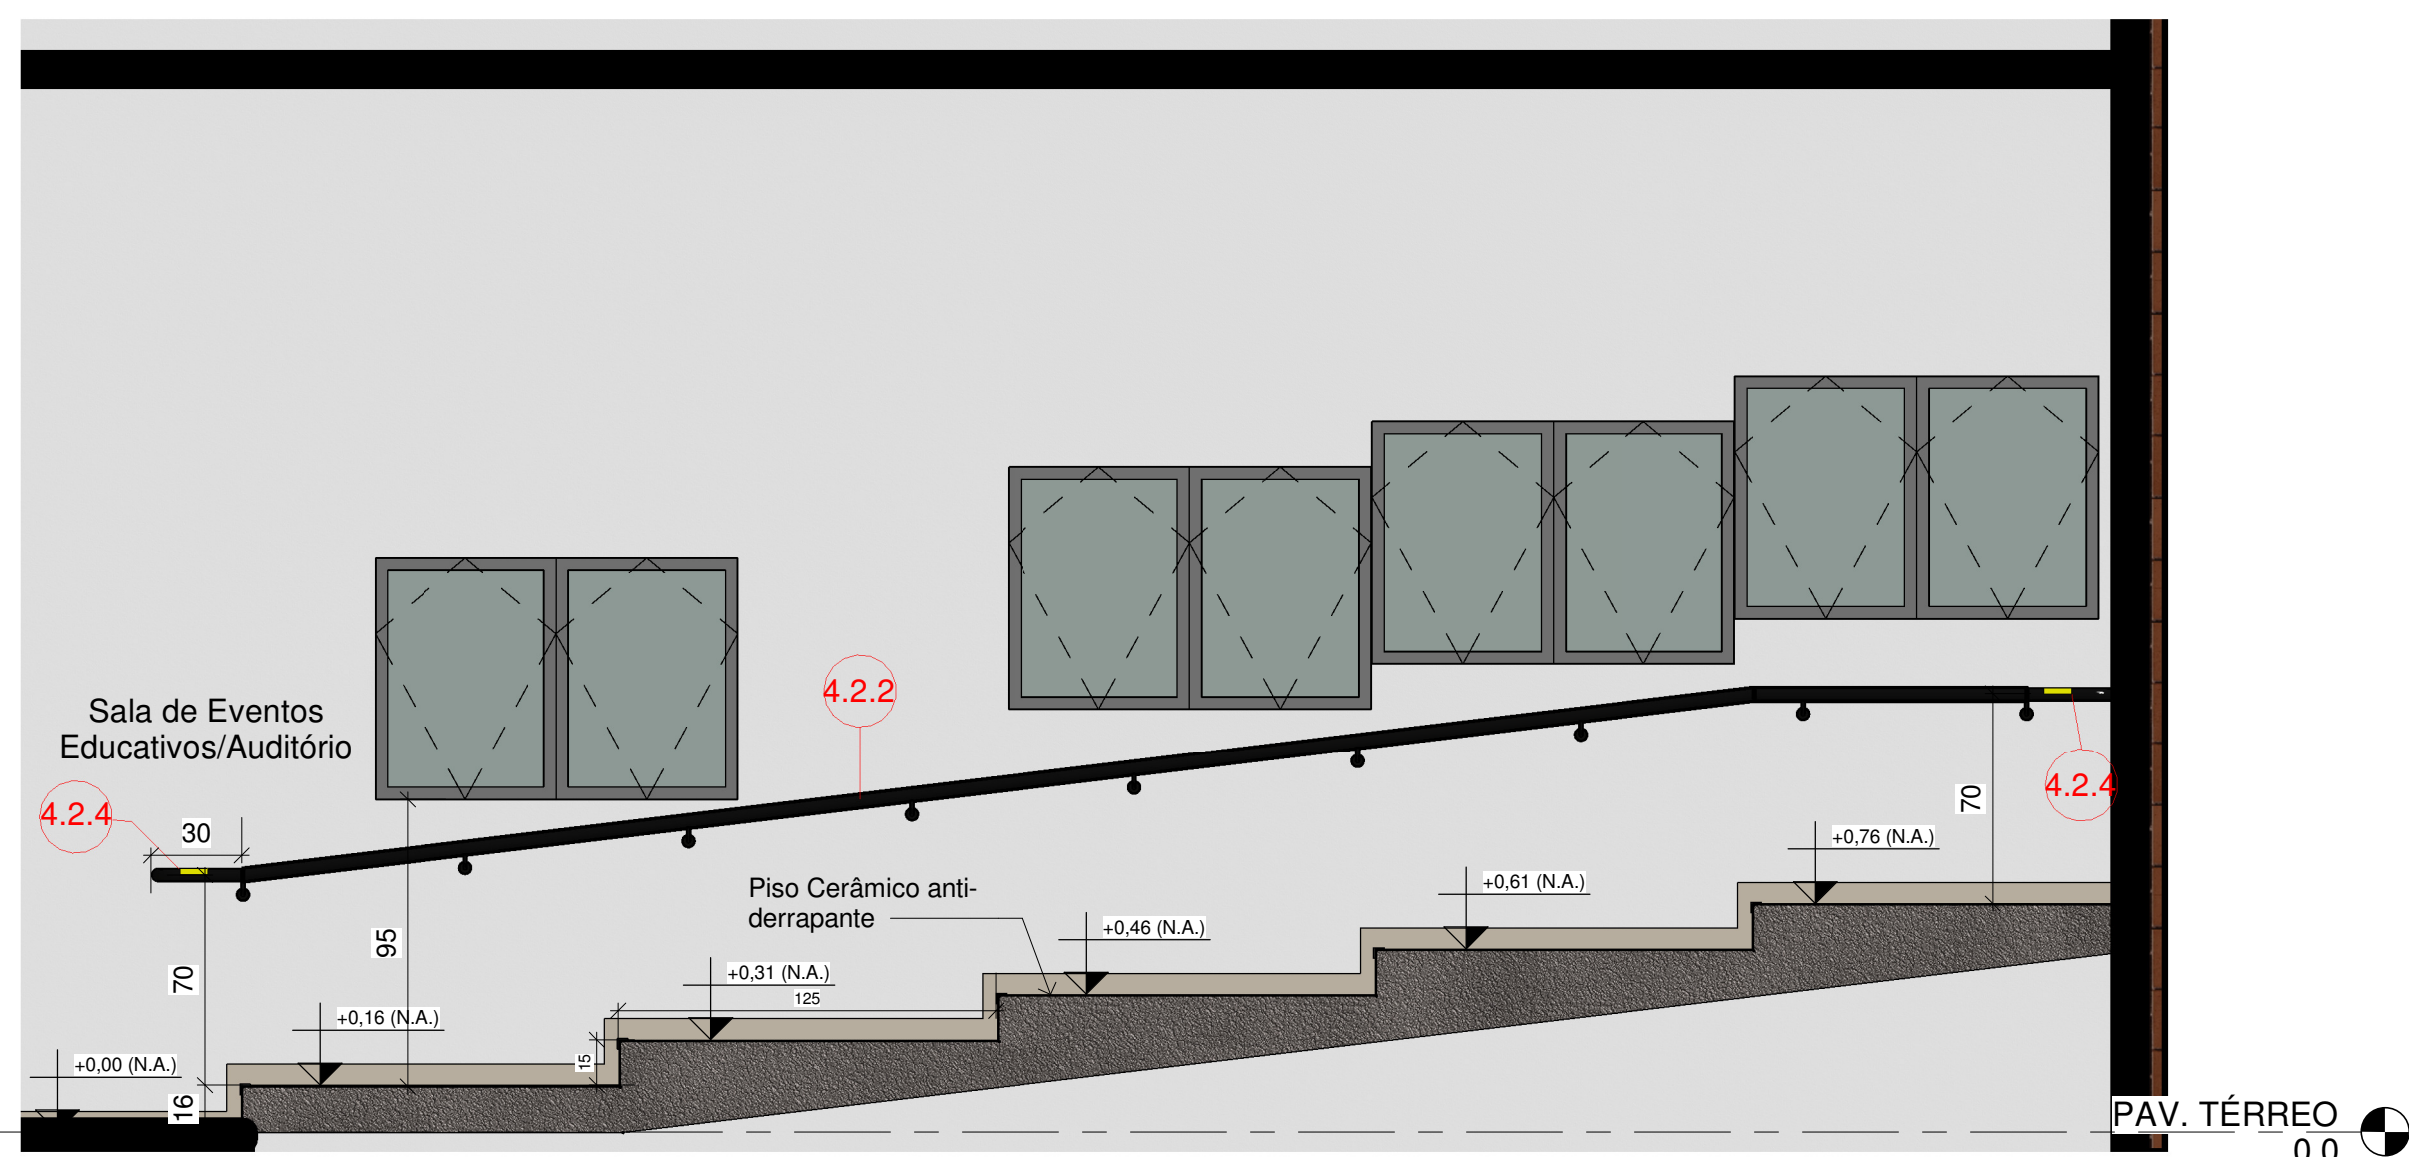 4.2.2
Sala de Eventos
Educativos/Auditório
4.2.4
30
4.2.4
70
+0,76 (N.A.)
Piso Cerâmico anti-
derrapante
+0,61 (N.A.)
+0,46 (N.A.)
95
70
+0,31 (N.A.)
125
+0,16 (N.A.)
15
+0,00 (N.A.)
16
PAV. TÉRREO
0,0